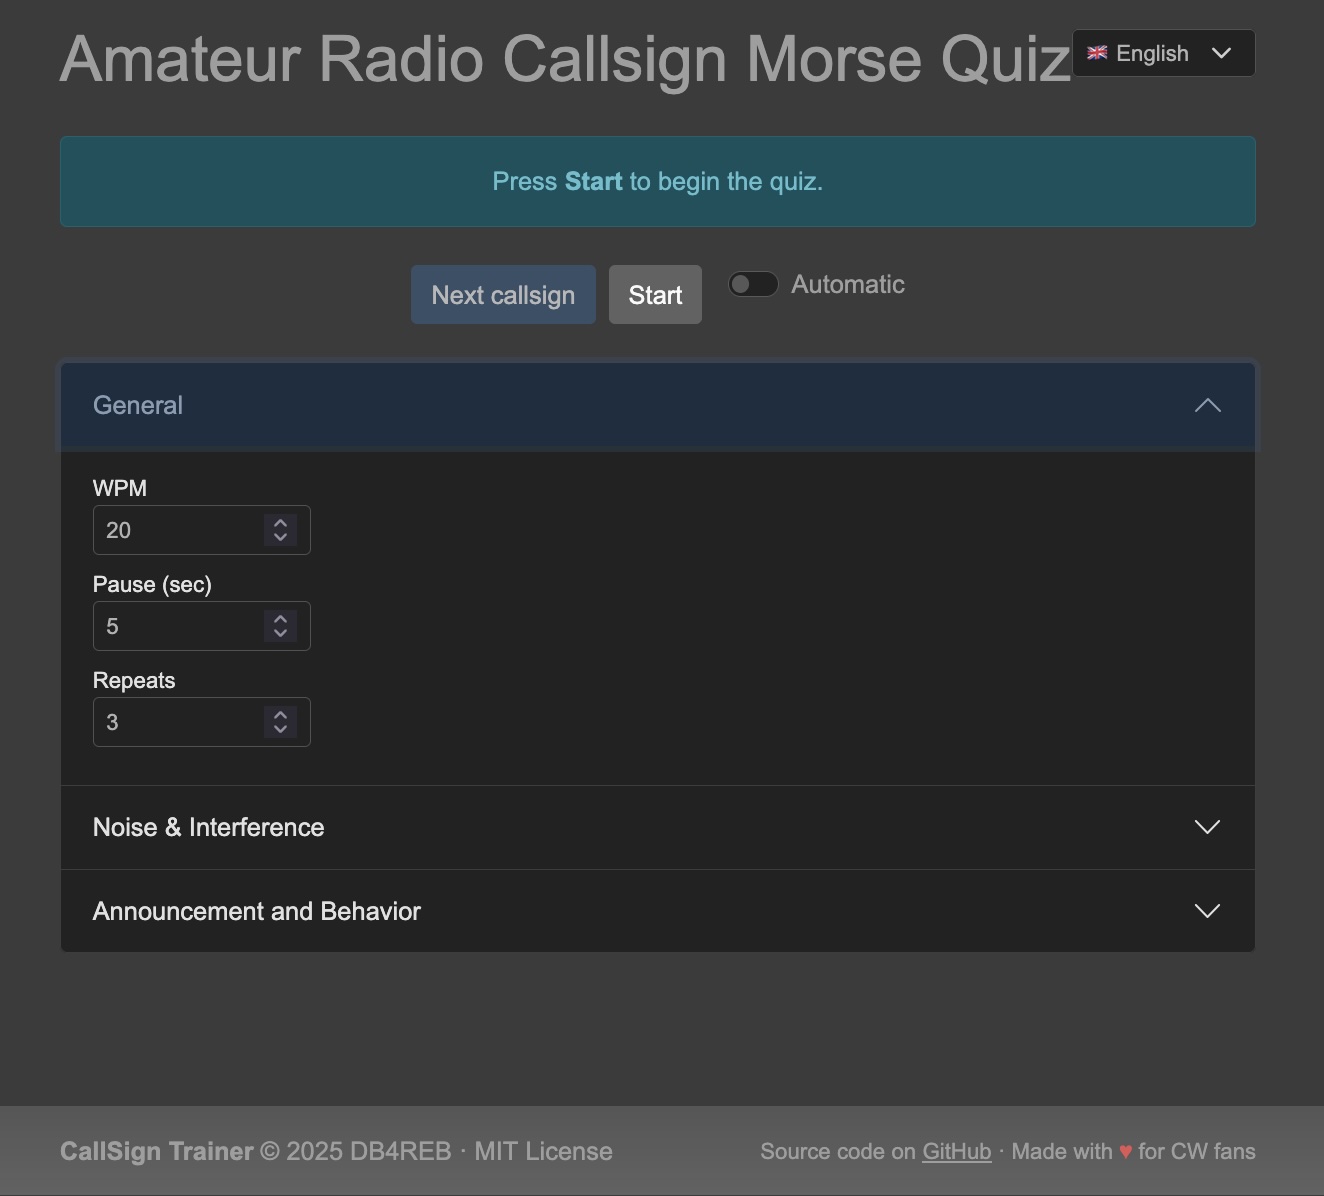 Amateur Radio Callsign Morse Quiz
English
Press Start to begin the quiz.
Next callsign
Start
Automatic
General
WPM
20
Pause (sec)
5
Repeats
3
Noise & Interference
Announcement and Behavior
CallSign Trainer © 2025 DB4REB · MIT License
Source code on GitHub · Made with ♥ for CW fans